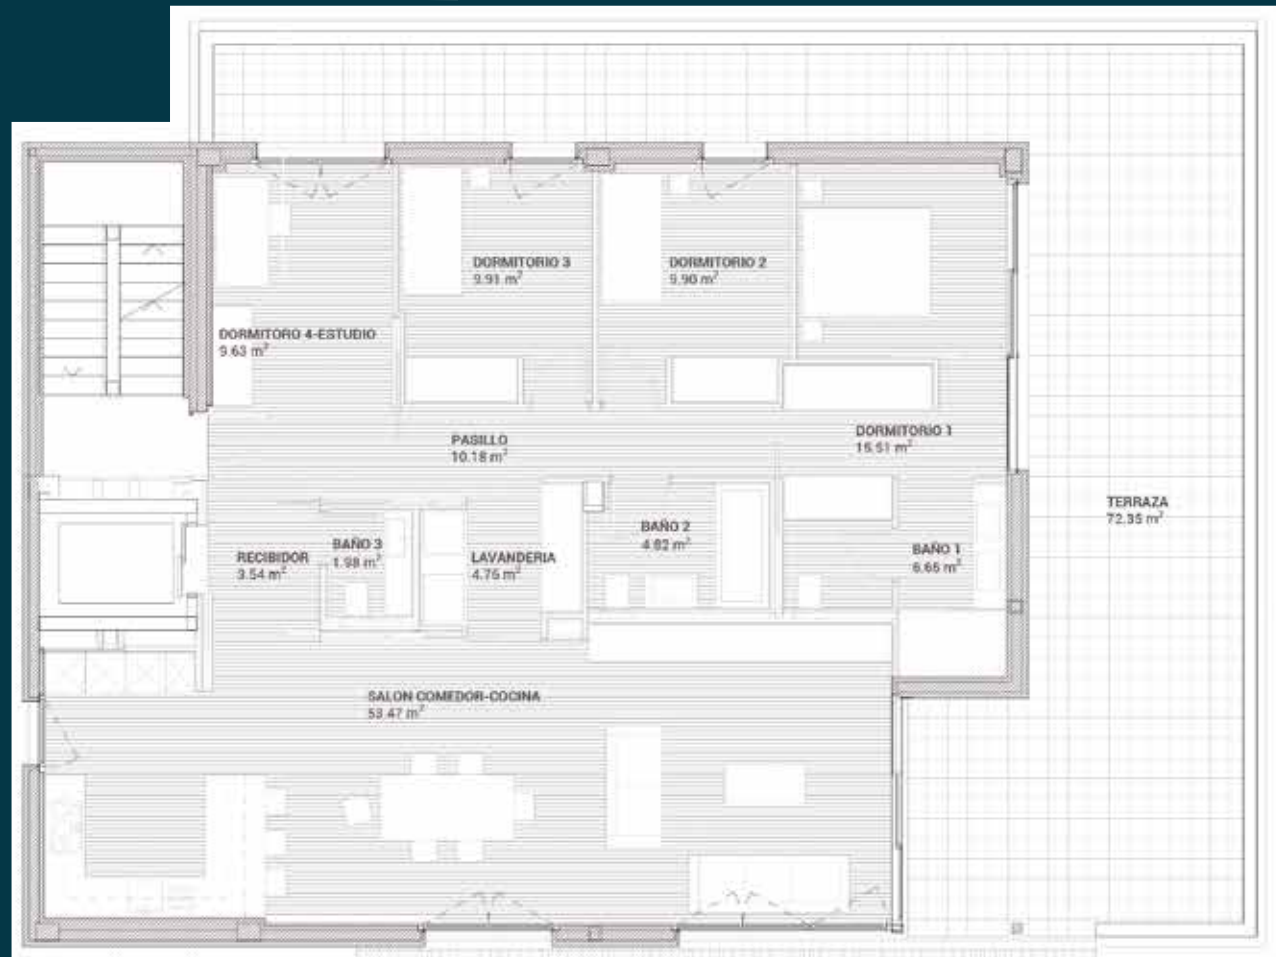 DORMITORIO 3
9.91 m²
DORMITORIO 2
9.90 m²
DORMITORO 4-ESTUDIO
9.63 m²
PASILLO
10.18 m²
DORMITORIO 1
15.51 m²
TERRAZA
72.35 m²
RECIBIDOR
3.54 m²
BAÑO 3
1.98 m²
LAVANDERIA
4.75 m²
BAÑO 2
4.82 m²
BAÑO 1
6.65 m²
SALON COMEDOR-COCINA
53.47 m²